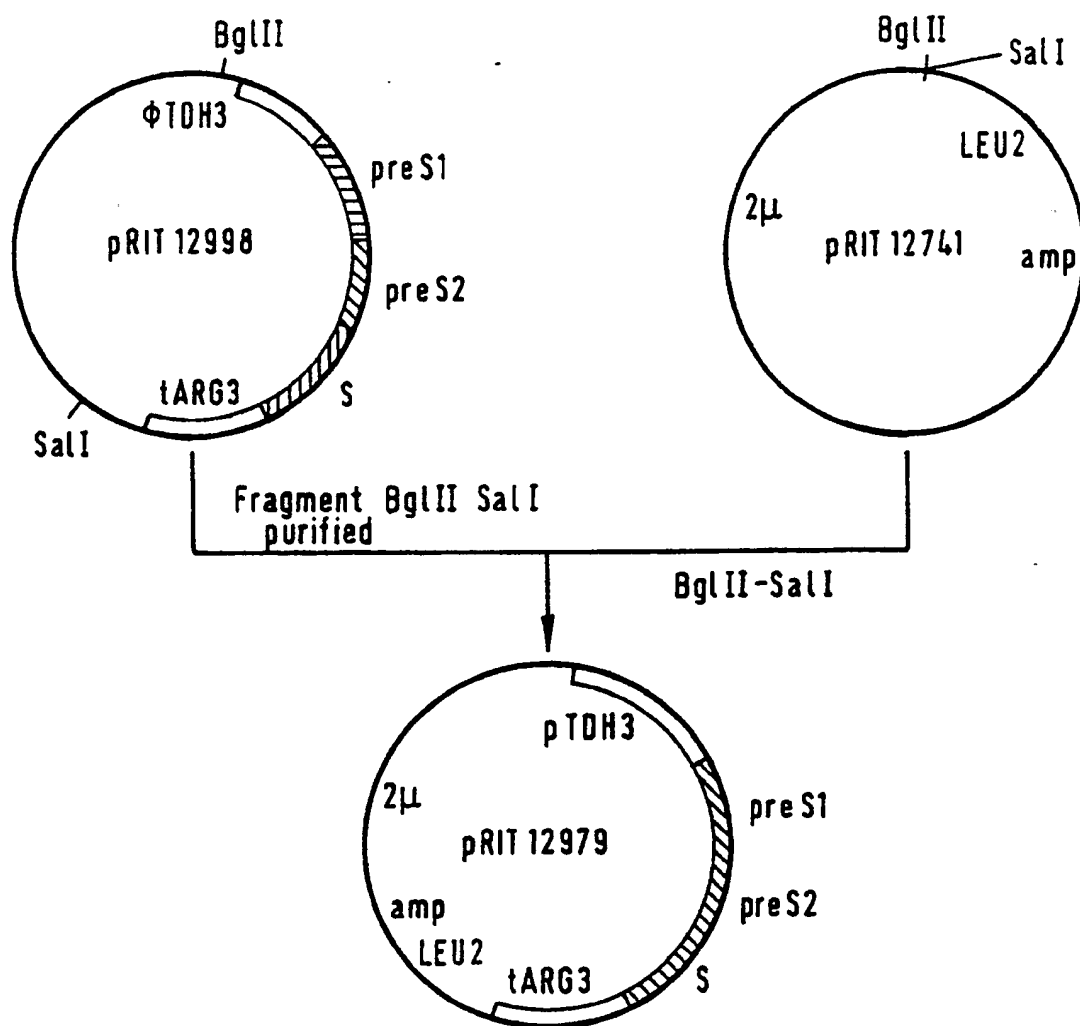 BglII
ΦTDH3
preS1
pRIT 12998
preS2
tARG3
S
SalI
BglII
SalI
LEU2
2μ
pRIT 12741
amp
Fragment BglII SalI
purified
BglII-SalI
pTDH3
2μ
preS1
pRIT 12979
amp
preS2
LEU2
tARG3
S